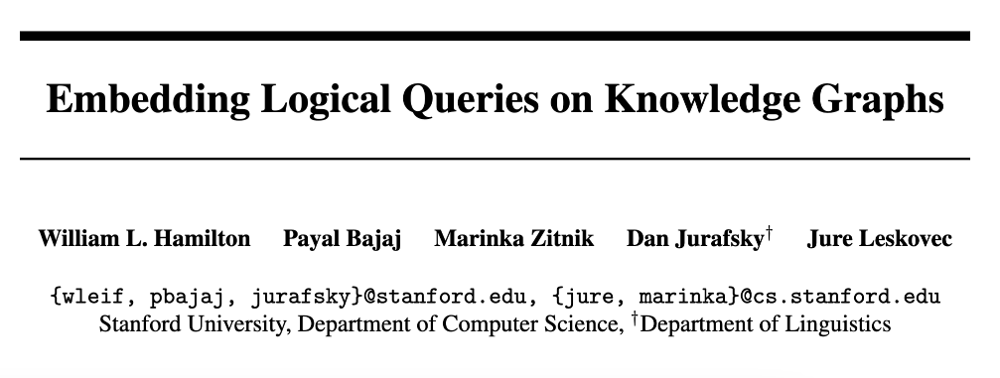 Embedding Logical Queries on Knowledge Graphs
William L. Hamilton Payal Bajaj Marinka Zitnik Dan Jurafsky† Jure Leskovec
{wleif, pbajaj, jurafsky}@stanford.edu, {jure, marinka}@cs.stanford.edu
Stanford University, Department of Computer Science, †Department of Linguistics